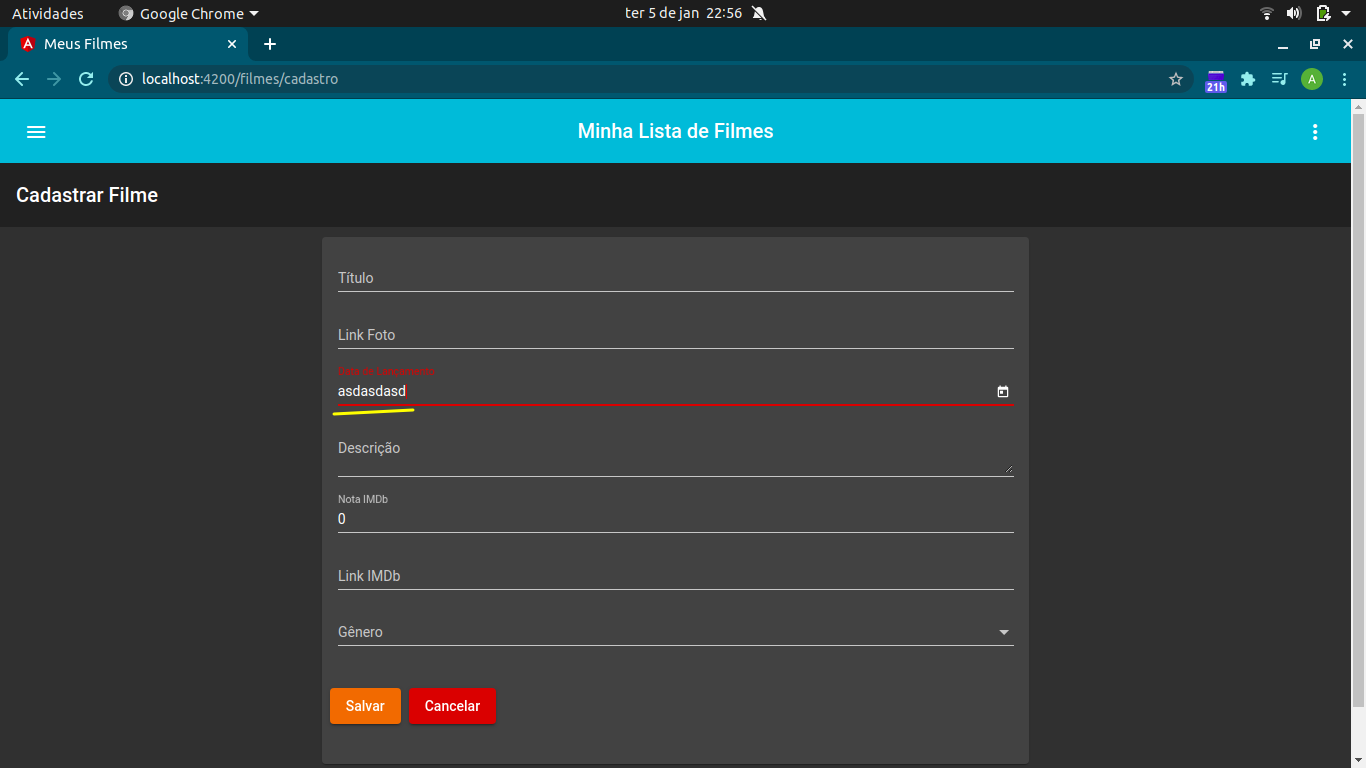 Atividades Google Chrome ter 5 de jan 22:56
Meus Filmes
localhost:4200/filmes/cadastro A
21h
Minha Lista de Filmes
Cadastrar Filme
Título
Link Foto
Data de Lançamento
asdasdasd
Descrição
Nota IMDb
0
Link IMDb
Gênero
Salvar Cancelar